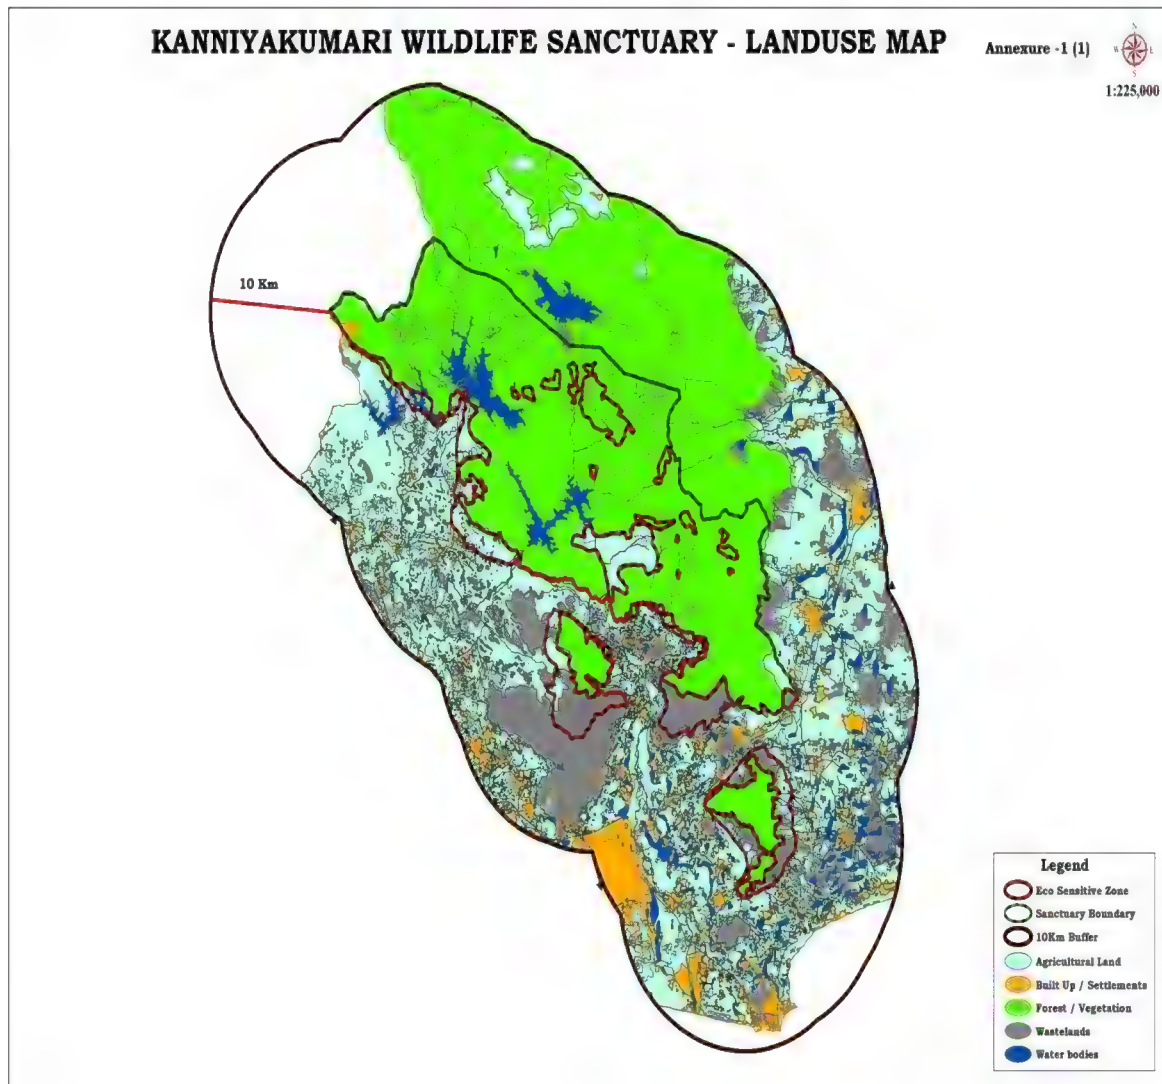 KANNIYAKUMARI WILDLIFE SANCTUARY - LANDUSE MAP
Annexure -1 (1)
N
W E
S
1:225,000
10 Km
Legend
Eco Sensitive Zone
Sanctuary Boundary
10Km Buffer
Agricultural Land
Built Up / Settlements
Forest / Vegetation
Wastelands
Water bodies